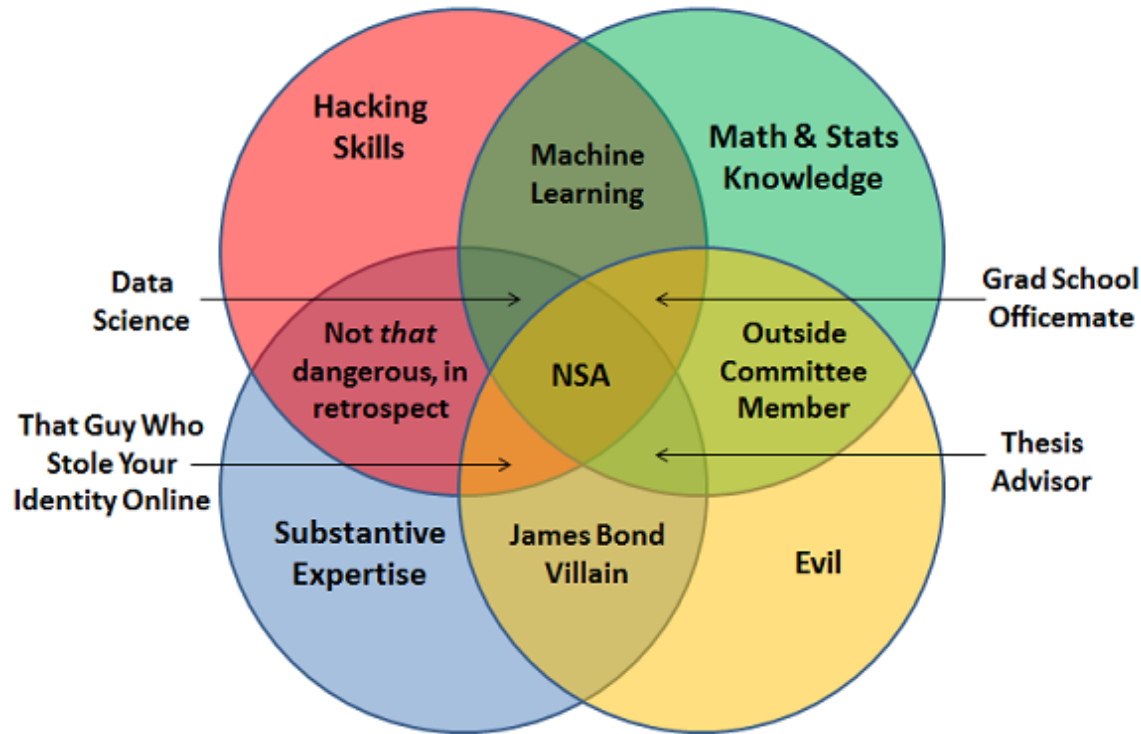 Hacking
Skills
Machine
Learning
Math & Stats
Knowledge
Data
Science
Grad School
Officemate
Not that
dangerous, in
retrospect
NSA
Outside
Committee
Member
That Guy Who
Stole Your
Identity Online
Thesis
Advisor
Substantive
Expertise
James Bond
Villain
Evil